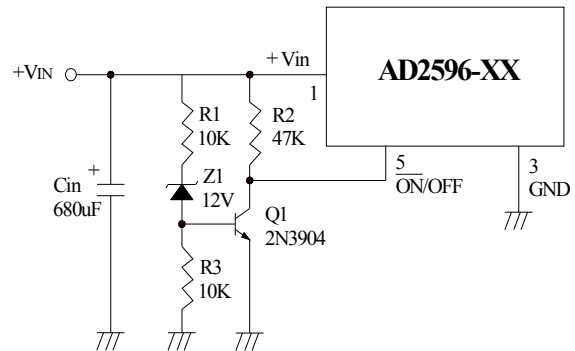 +VIN
+Vin
1
AD2596-XX
R1
10K
R2
47K
5
ON/OFF
3
GND
+
Cin
680uF
Z1
12V
Q1
2N3904
R3
10K